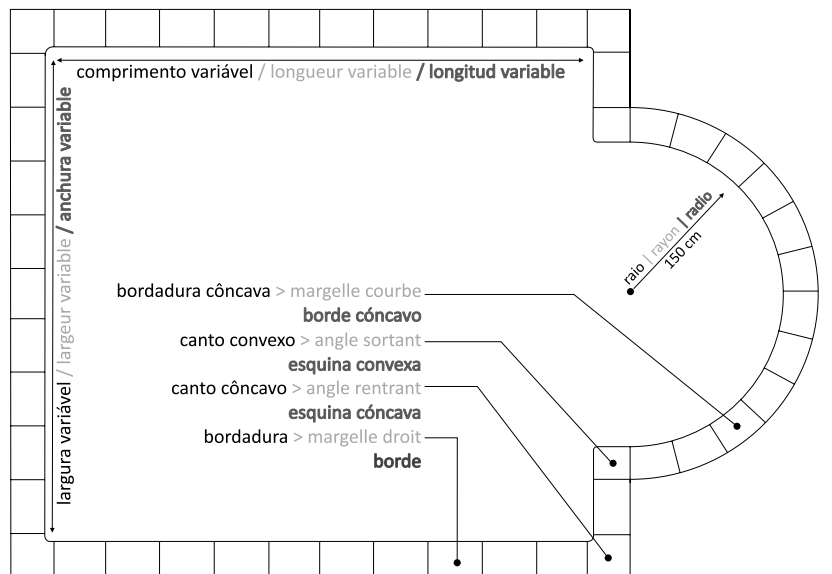 comprimento variável / longueur variable / longitud variable
largura variável / largeur variable / anchura variable
raio | rayon | radio
150 cm
bordadura côncava > margelle courbe
borde cóncavo
canto convexo > angle sortant
esquina convexa
canto côncavo > angle rentrant
esquina cóncava
bordadura > margelle droit
borde